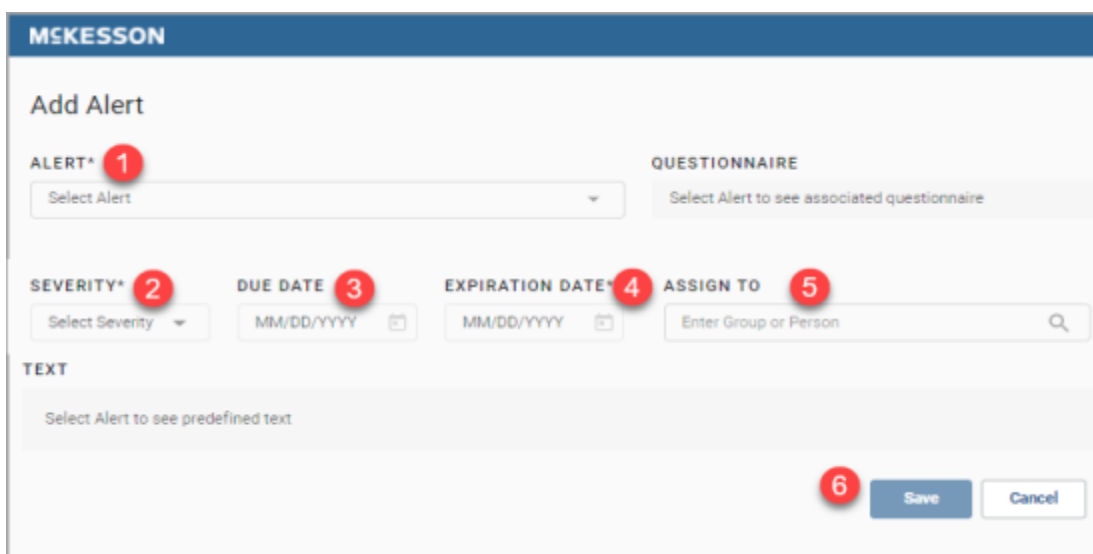 MCKESSON
Add Alert
ALERT* 1 QUESTIONNAIRE
Select Alert Select Alert to see associated questionnaire
SEVERITY* 2 DUE DATE 3 EXPIRATION DATE* 4 ASSIGN TO 5
Select Severity MM/DD/YYYY MM/DD/YYYY Enter Group or Person
TEXT
Select Alert to see predefined text
6 Save Cancel